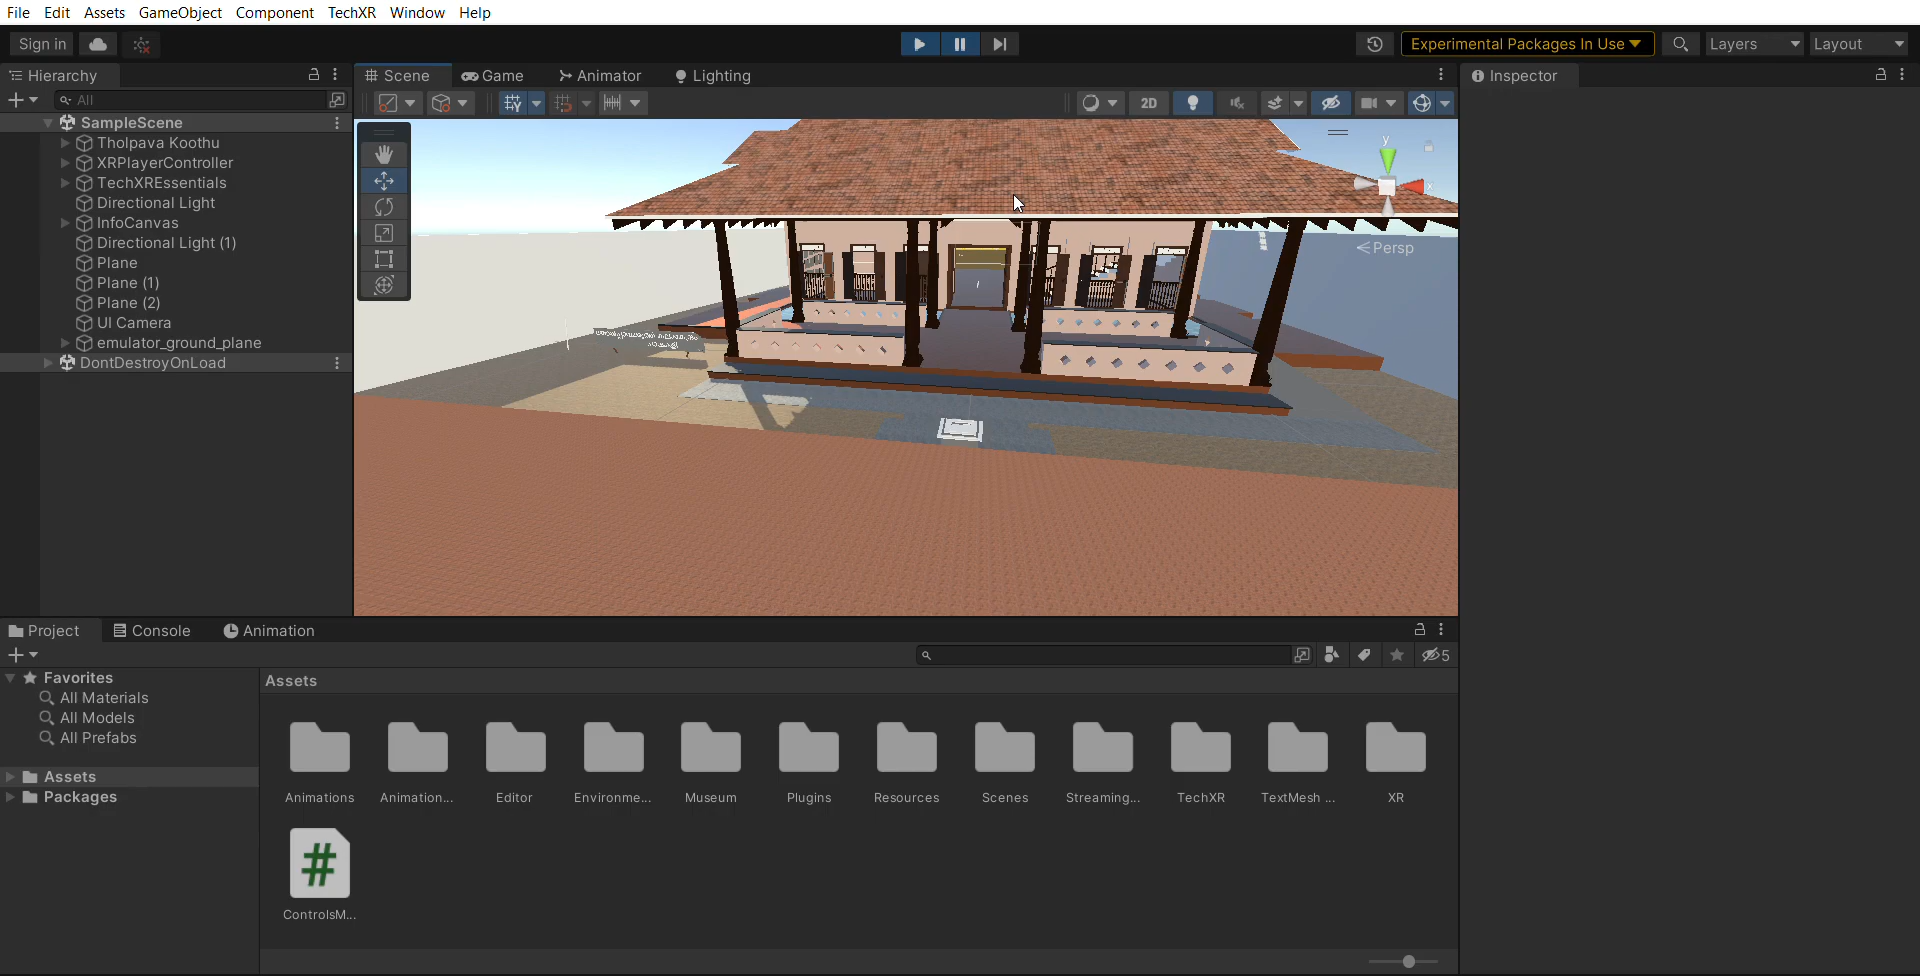 File Edit Assets GameObject Component TechXR Window Help
Sign in
Experimental Packages In Use
Layers
Layout
Hierarchy
Scene
Game
Animator
Lighting
Inspector
All
2D
SampleScene
Tholpava Koothu
XRPlayerController
TechXREssentials
Directional Light
InfoCanvas
Directional Light (1)
Plane
Plane (1)
Plane (2)
UI Camera
emulator_ground_plane
DontDestroyOnLoad
y
x
Persp
Project
Console
Animation
5
Favorites
All Materials
All Models
All Prefabs
Assets
Packages
Assets
Animations
Animation...
Editor
Environme...
Museum
Plugins
Resources
Scenes
Streaming...
TechXR
TextMesh ...
XR
#
ControlsM...